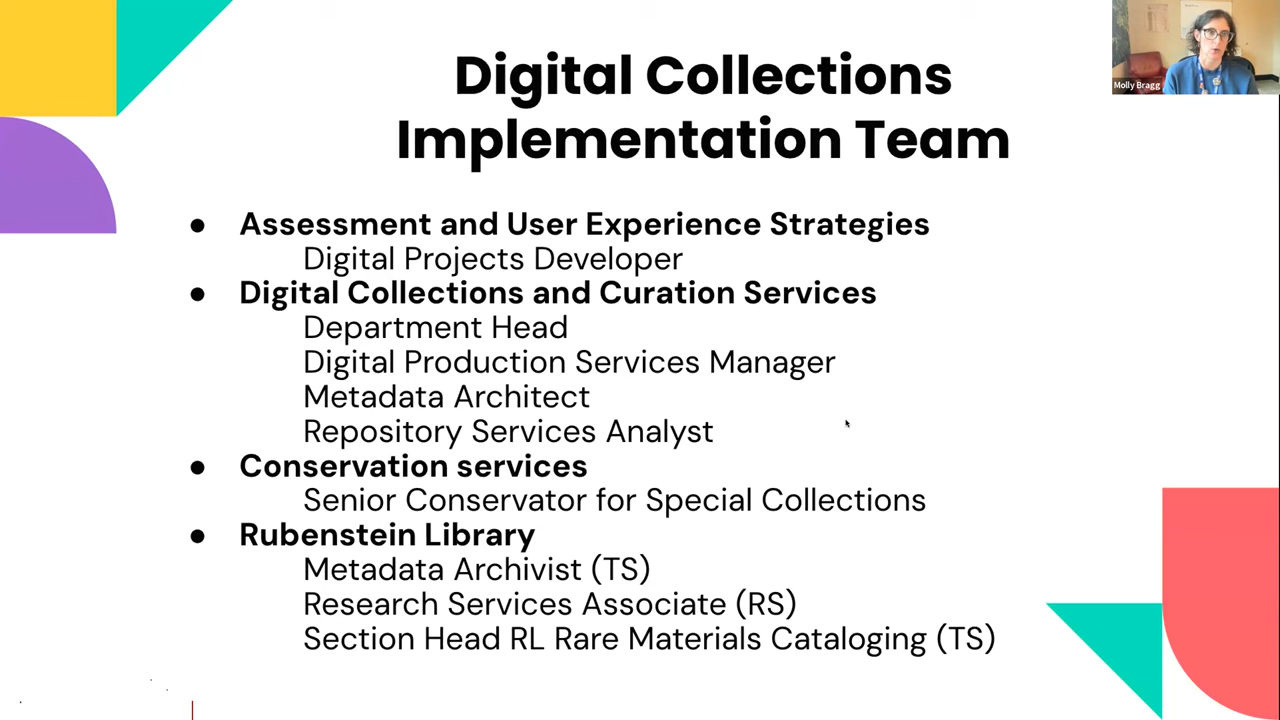 Digital Collections
Implementation Team
Molly Bragg
● Assessment and User Experience Strategies
Digital Projects Developer
● Digital Collections and Curation Services
Department Head
Digital Production Services Manager
Metadata Architect
Repository Services Analyst
● Conservation services
Senior Conservator for Special Collections
● Rubenstein Library
Metadata Archivist (TS)
Research Services Associate (RS)
Section Head RL Rare Materials Cataloging (TS)